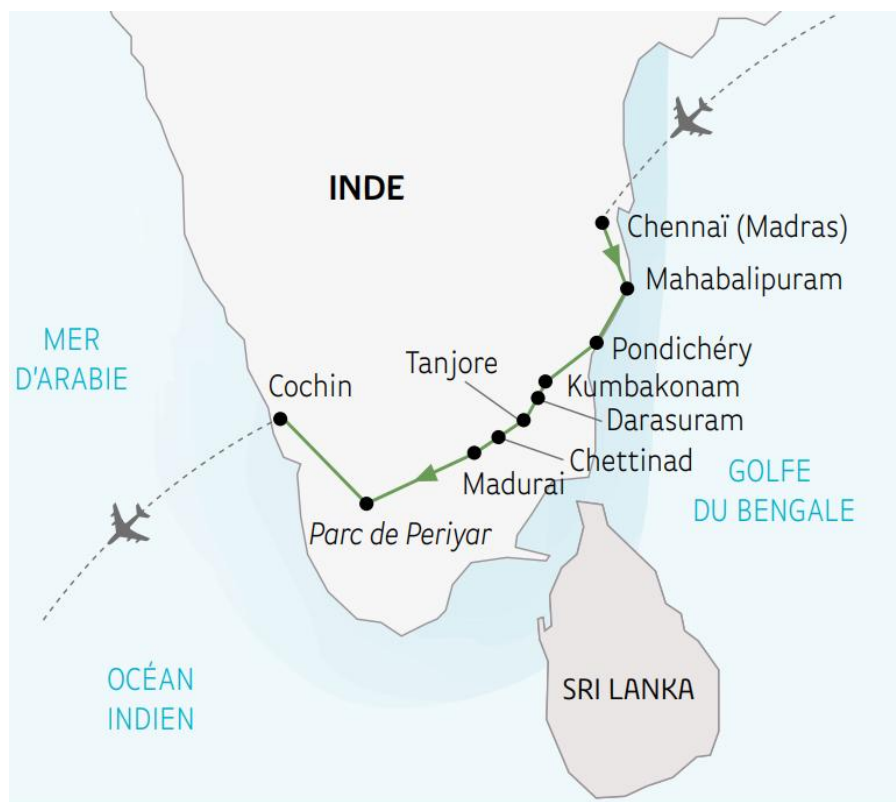 INDE
Chennaï (Madras)
Mahabalipuram
MER
D'ARABIE
Pondichéry
Tanjore
Kumbakonam
Cochin
Darasuram
Chettinad
Madurai
GOLFE
DU BENGALE
Parc de Periyar
OCÉAN
INDIEN
SRI LANKA